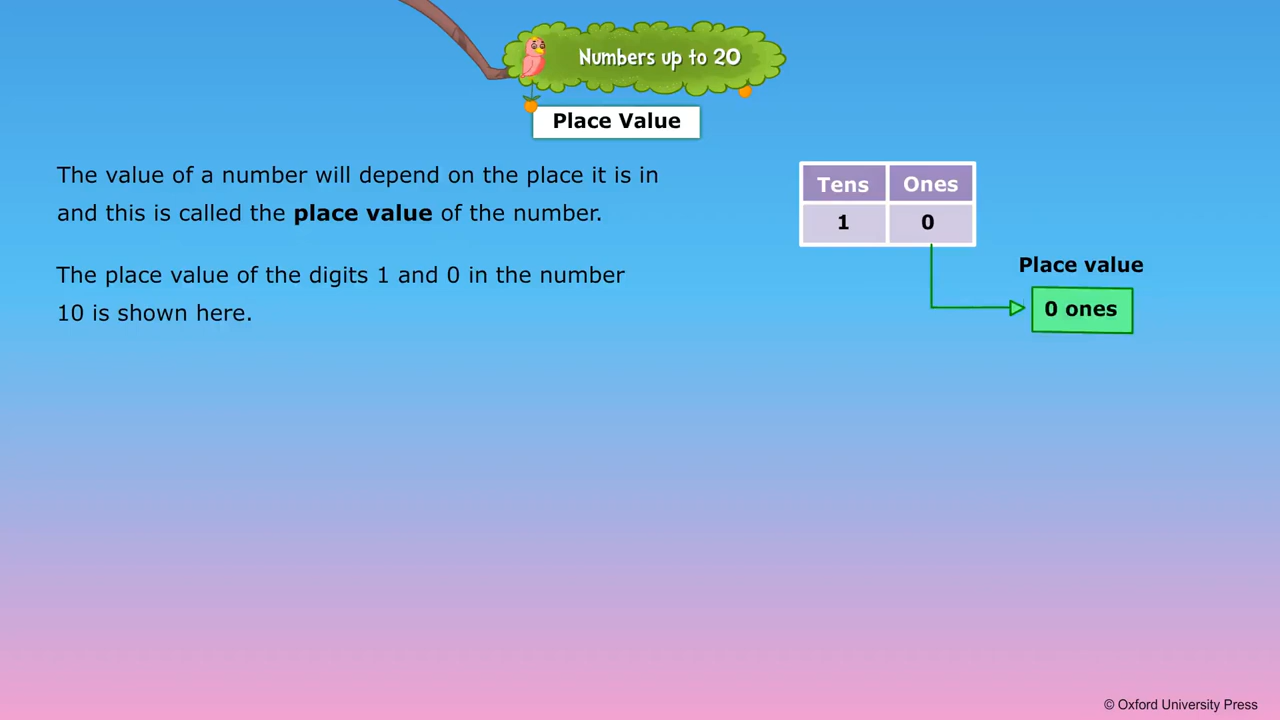 Numbers up to 20
Place Value
The value of a number will depend on the place it is in
and this is called the place value of the number.
The place value of the digits 1 and 0 in the number
10 is shown here.
Tens Ones
1 0
Place value
0 ones
© Oxford University Press